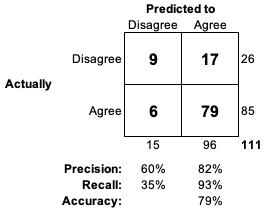 Predicted to
Disagree Agree
Disagree 9 17 26
Actually
Agree 6 79 85
15 96 111
Precision: 60% 82%
Recall: 35% 93%
Accuracy: 79%